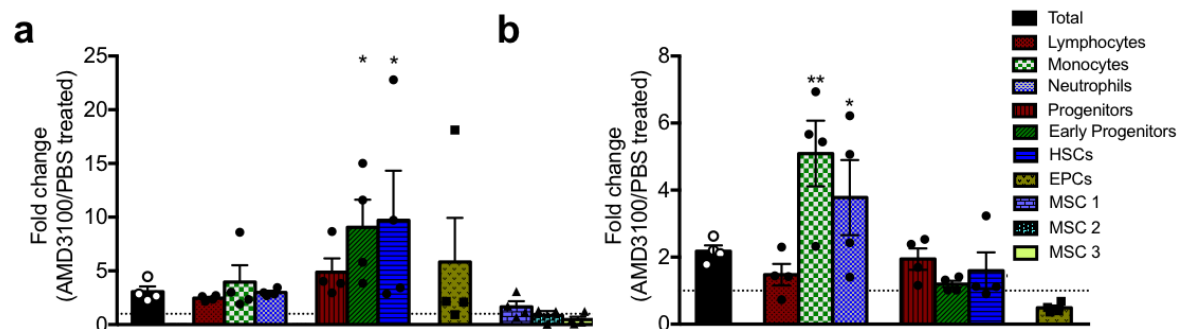 a
Fold change
(AMD3100/PBS treated)
25
20
15
10
5
0
*
*
b
Fold change
(AMD3100/PBS treated)
8
6
4
2
0
**
*
Total
Lymphocytes
Monocytes
Neutrophils
Progenitors
Early Progenitors
HSCs
EPCs
MSC 1
MSC 2
MSC 3